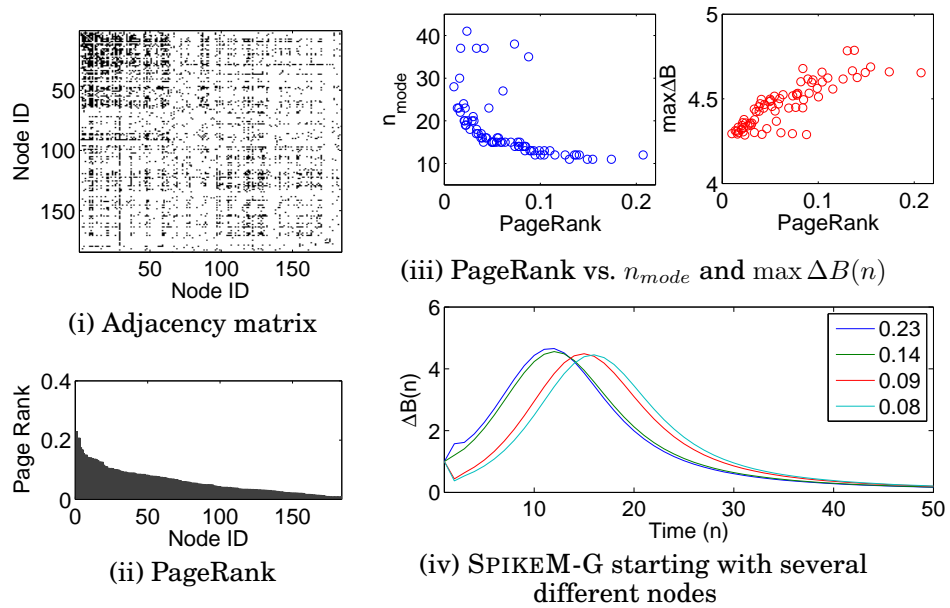 50
100
150
Node ID
50 100 150
Node ID
(i) Adjacency matrix
0.4
0.2
0
Page Rank
0 50 100 150
Node ID
(ii) PageRank
40
30
20
10
n_mode
0 0.1 0.2
PageRank
5
4.5
4
max∆B
0 0.1 0.2
PageRank
(iii) PageRank vs. n_mode and max ∆B(n)
6
4
2
0
∆B(n)
0.23
0.14
0.09
0.08
10 20 30 40 50
Time (n)
(iv) SPIKEM-G starting with several
different nodes